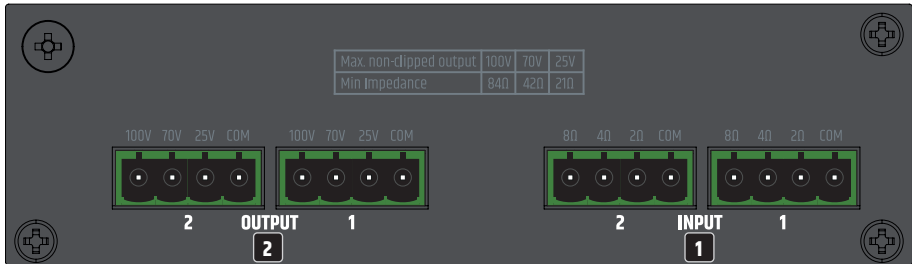 Max. non-clipped output 100V 70V 25V
Min Impedance 84Ω 42Ω 21Ω
100V 70V 25V COM 100V 70V 25V COM 8Ω 4Ω 2Ω COM 8Ω 4Ω 2Ω COM
2 OUTPUT 1 2 INPUT 1
2 1